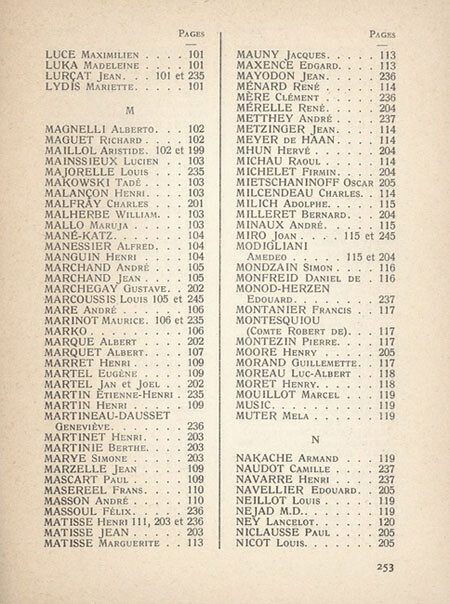 Pages
LUCE Maximilien . . . . 101
LUKA Madeleine . . . . 101
LURÇAT Jean. . . 101 et 235
LYDIS Mariette. . . . . 101
M
MAGNELLI Alberto. . . . 102
MAGUET Richard . . . . 102
MAILLOL Aristide. 102 et 199
MAINSSIEUX Lucien . . . 103
MAJORELLE Louis . . . . 235
MAKOWSKI Tadé . . . . 103
MALANÇON Henri. . . . 103
MALFRAY Charles . . . . 201
MALHERBE William. . . . 103
MALLO Maruja . . . . . 103
MANÉ-KATZ. . . . . . . 104
MANESSIER Alfred. . . . 104
MANGUIN Henri . . . . 104
MARCHAND André . . . . 105
MARCHAND Jean . . . . 105
MARCHEGAY Gustave. . . 202
MARCOUSSIS Louis 105 et 245
MARE André . . . . . . 106
MARINOT Maurice. 106 et 235
MARKO. . . . . . . . . 106
MARQUE Albert . . . . 202
MARQUET Albert. . . . . 107
MARRET Henri . . . . . 109
MARTEL Eugène . . . . 109
MARTEL Jan et Joel . . . 202
MARTIN Étienne-Henri . . 235
MARTIN Henri . . . . . 109
MARTINEAU-DAUSSET
Geneviève. . . . . . . 236
MARTINET Henri. . . . . 203
MARTINIE Berthe. . . . . 203
MARYE Simone . . . . . 203
MARZELLE Jean . . . . . 109
MASCART Paul . . . . . 109
MASEREEL Frans. . . . . 110
MASSON André . . . . . 110
MASSOUL Félix. . . . . . 236
MATISSE Henri 111, 203 et 236
MATISSE Jean . . . . . 203
MATISSE Marguerite . . . 113
Pages
MAUNY Jacques. . . . . 113
MAXENCE Edgard. . . . . 113
MAYODON Jean. . . . . 236
MÉNARD René . . . . . 114
MÈRE Clément . . . . . 236
MÉRELLE René. . . . . . 204
METTHEY André . . . . 237
METZINGER Jean. . . . . 114
MEYER de HAAN. . . . . 114
MHUN Hervé . . . . . . 204
MICHAU Raoul . . . . . 114
MICHELET Firmin. . . . . 204
MIETSCHANINOFF Oscar 205
MILCENDEAU Charles. . . 114
MILICH Adolphe. . . . . 115
MILLERET Bernard. . . . 204
MINAUX André. . . . . . 115
MIRO Joan . . . 115 et 245
MODIGLIANI
Amedeo . . . . 115 et 204
MONDZAIN Simon. . . . 116
MONFREID Daniel de . . 116
MONOD-HERZEN
Edouard. . . . . . . . 237
MONTANIER Francis . . . 117
MONTESQUIOU
(Comte Robert de). . . . 117
MONTEZIN Pierre. . . . . 117
MOORE Henry . . . . . 205
MORAND Guillemette. . . 117
MOREAU Luc-Albert . . . 118
MORET Henry. . . . . . 118
MOUILLOT Marcel . . . 119
MUSIC. . . . . . . . . 119
MUTER Mela . . . . . . 119
N
NAKACHE Armand . . . 119
NAUDOT Camille . . . . 237
NAVARRE Henri . . . . . 237
NAVELLIER Edouard. . . . 205
NEILLOT Louis . . . . . 119
NEJAD M.D.. . . . . . . 119
NEY Lancelot. . . . . . 120
NICLAUSSE Paul . . . . 205
NICOT Louis. . . . . . . 205
253